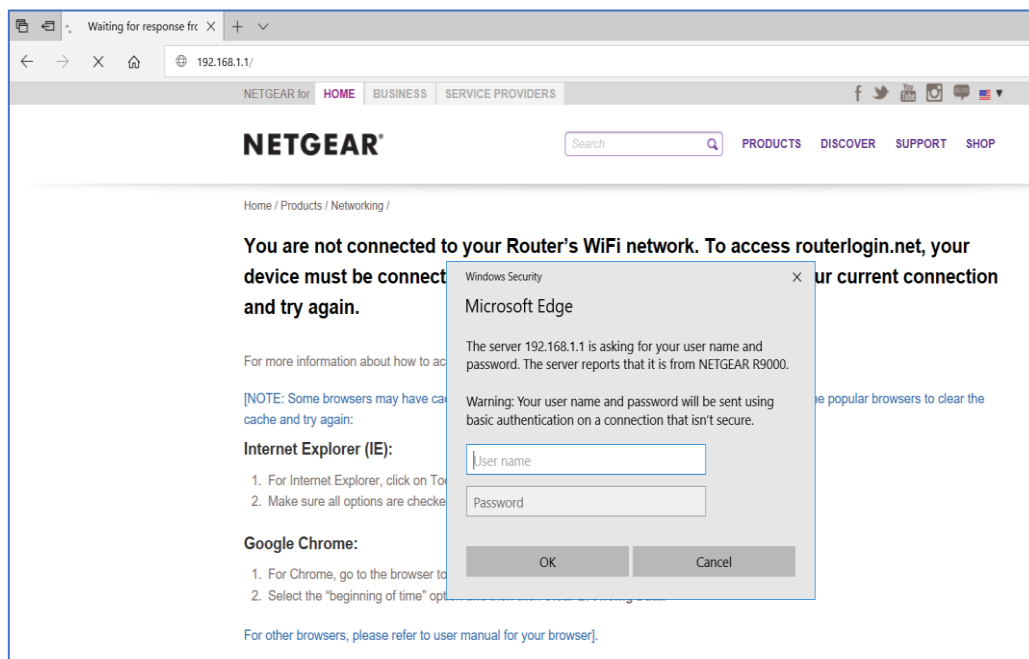 Waiting for response frc
192.168.1.1/
NETGEAR for HOME BUSINESS SERVICE PROVIDERS
You Tube BLOG
NETGEAR®
Search PRODUCTS DISCOVER SUPPORT SHOP
Home / Products / Networking /
You are not connected to your Router's WiFi network. To access routerlogin.net, your
device must be connect ur current connection
and try again.
Windows Security
Microsoft Edge
The server 192.168.1.1 is asking for your user name and
password. The server reports that it is from NETGEAR R9000.
Warning: Your user name and password will be sent using
basic authentication on a connection that isn't secure.
User name
Password
OK Cancel
For more information about how to ac
[NOTE: Some browsers may have cac e popular browsers to clear the
cache and try again:
Internet Explorer (IE):
1. For Internet Explorer, click on Too
2. Make sure all options are checke
Google Chrome:
1. For Chrome, go to the browser to
2. Select the “beginning of time” opt
For other browsers, please refer to user manual for your browser].